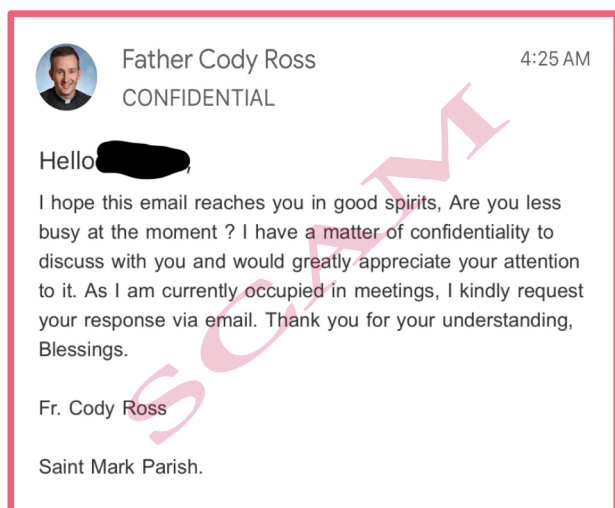 Father Cody Ross
4:25 AM
CONFIDENTIAL
Hello ,
I hope this email reaches you in good spirits, Are you less
busy at the moment ? I have a matter of confidentiality to
discuss with you and would greatly appreciate your attention
to it. As I am currently occupied in meetings, I kindly request
your response via email. Thank you for your understanding,
Blessings.
Fr. Cody Ross
Saint Mark Parish.
SCAM